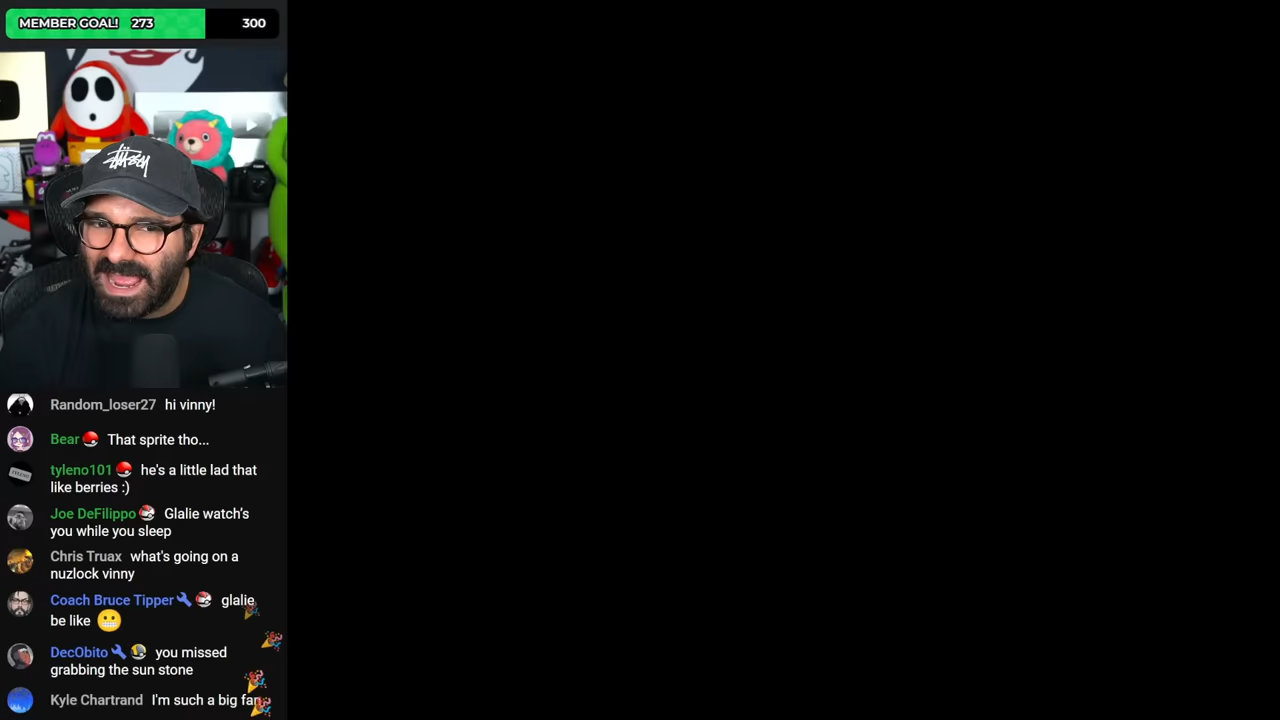 MEMBER GOAL! 273 300
STÜSSY
Random_loser27 hi vinny!
Bear That sprite tho...
tyleno101 he's a little lad that
like berries :)
Joe DeFilippo Glalie watch’s
you while you sleep
Chris Truax what's going on a
nuzlock vinny
Coach Bruce Tipper glalie
be like
DecObito you missed
grabbing the sun stone
Kyle Chartrand I'm such a big fan